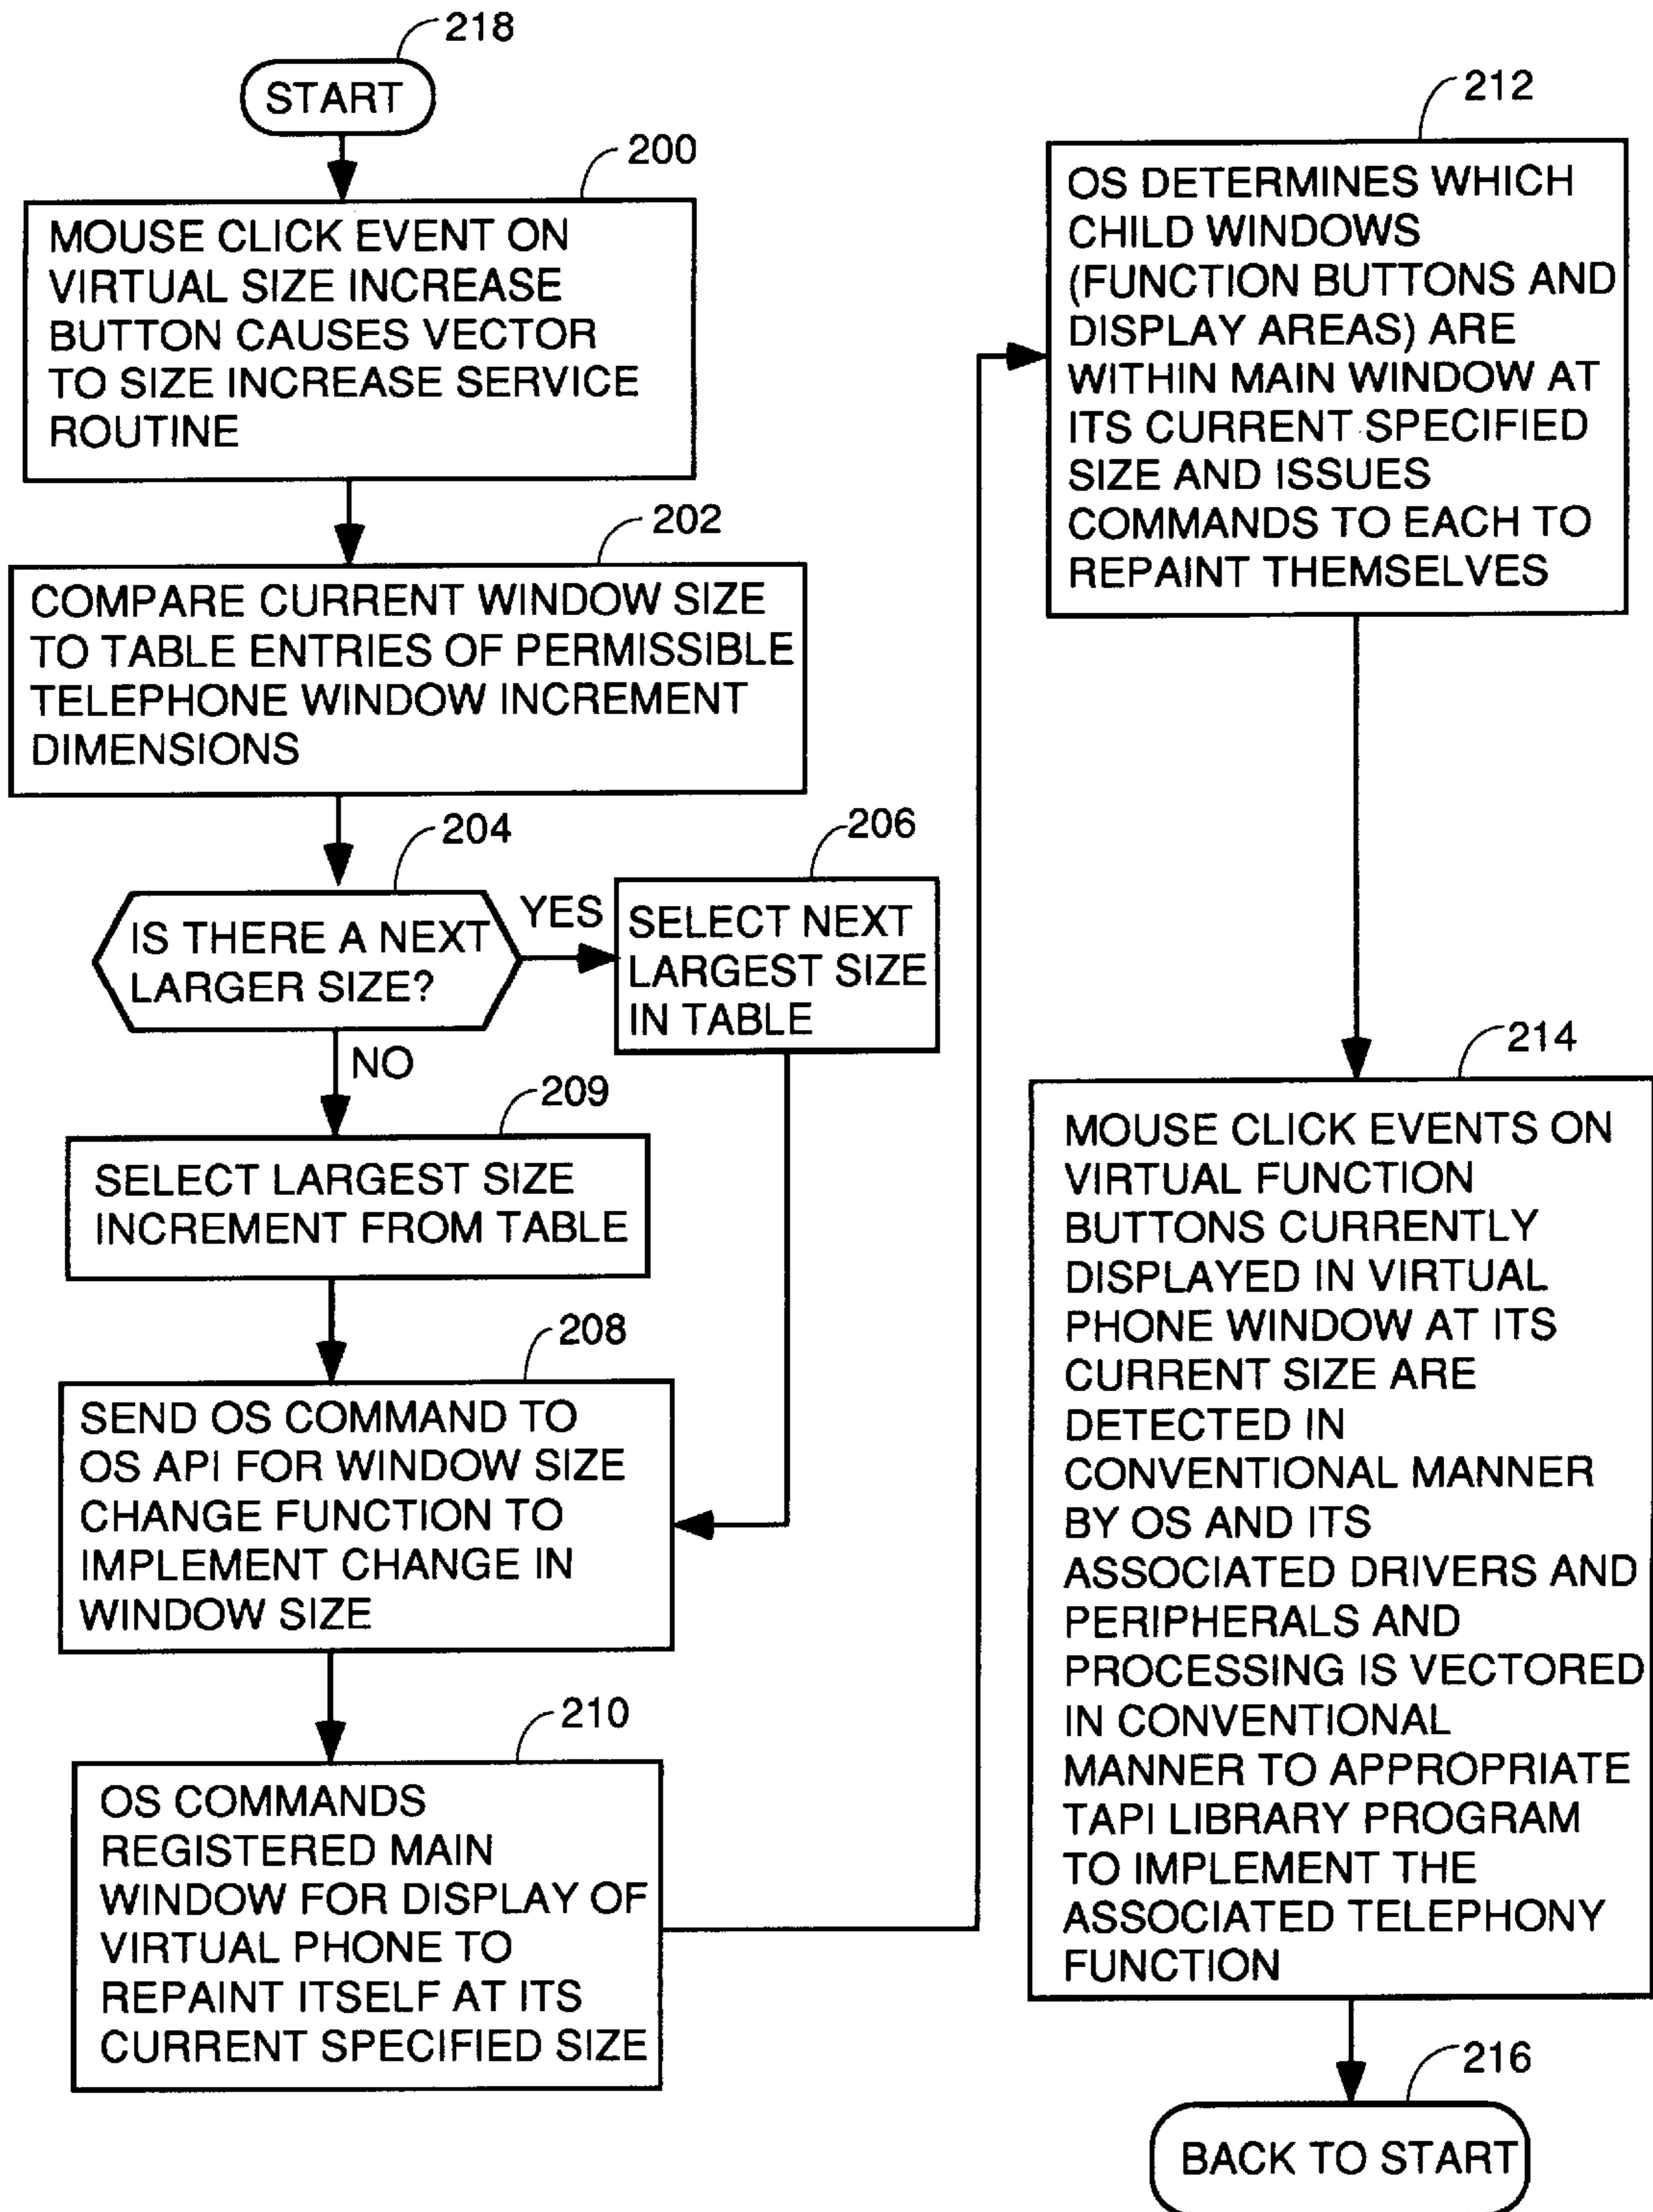 218
START
200
MOUSE CLICK EVENT ON
VIRTUAL SIZE INCREASE
BUTTON CAUSES VECTOR
TO SIZE INCREASE SERVICE
ROUTINE
202
COMPARE CURRENT WINDOW SIZE
TO TABLE ENTRIES OF PERMISSIBLE
TELEPHONE WINDOW INCREMENT
DIMENSIONS
204
IS THERE A NEXT
LARGER SIZE?
YES
206
SELECT NEXT
LARGEST SIZE
IN TABLE
NO
209
SELECT LARGEST SIZE
INCREMENT FROM TABLE
208
SEND OS COMMAND TO
OS API FOR WINDOW SIZE
CHANGE FUNCTION TO
IMPLEMENT CHANGE IN
WINDOW SIZE
210
OS COMMANDS
REGISTERED MAIN
WINDOW FOR DISPLAY OF
VIRTUAL PHONE TO
REPAINT ITSELF AT ITS
CURRENT SPECIFIED SIZE
212
OS DETERMINES WHICH
CHILD WINDOWS
(FUNCTION BUTTONS AND
DISPLAY AREAS) ARE
WITHIN MAIN WINDOW AT
ITS CURRENT SPECIFIED
SIZE AND ISSUES
COMMANDS TO EACH TO
REPAINT THEMSELVES
214
MOUSE CLICK EVENTS ON
VIRTUAL FUNCTION
BUTTONS CURRENTLY
DISPLAYED IN VIRTUAL
PHONE WINDOW AT ITS
CURRENT SIZE ARE
DETECTED IN
CONVENTIONAL MANNER
BY OS AND ITS
ASSOCIATED DRIVERS AND
PERIPHERALS AND
PROCESSING IS VECTORED
IN CONVENTIONAL
MANNER TO APPROPRIATE
TAPI LIBRARY PROGRAM
TO IMPLEMENT THE
ASSOCIATED TELEPHONY
FUNCTION
216
BACK TO START